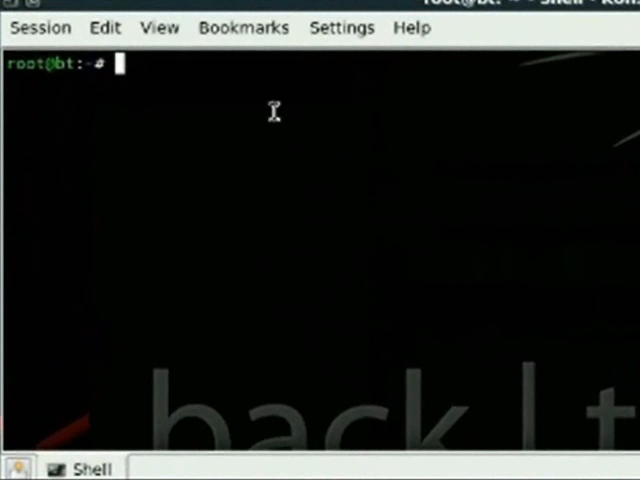 Session Edit View Bookmarks Settings Help
root@bt:~#
back | t
Shell